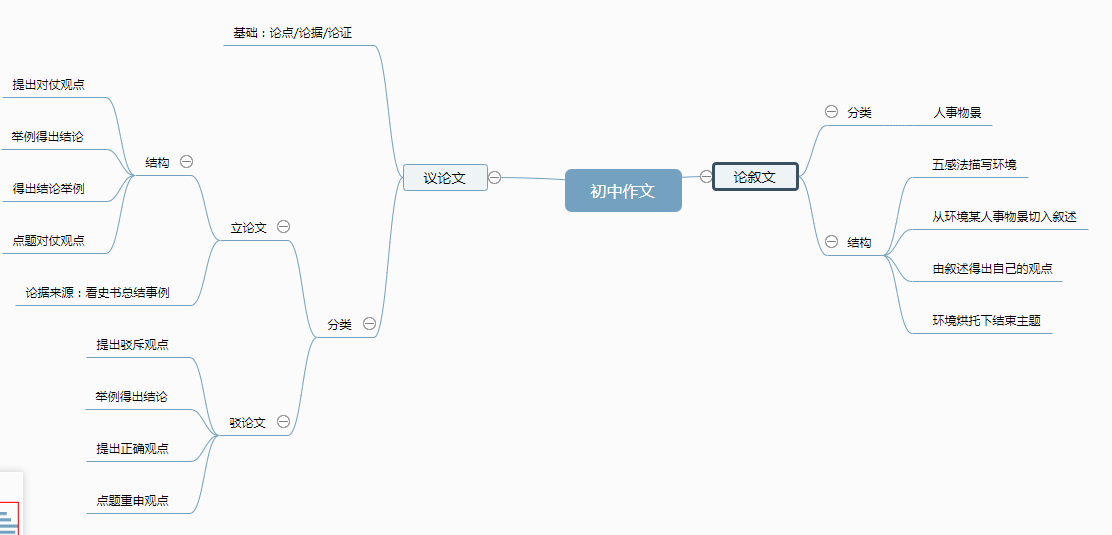 初中作文
议论文
基础：论点/论据/论证
分类
立论文
结构
提出对仗观点
举例得出结论
得出结论举例
点题对仗观点
论据来源：看史书总结事例
驳论文
提出驳斥观点
举例得出结论
提出正确观点
点题重申观点
论叙文
分类
人事物景
结构
五感法描写环境
从环境某人事物景切入叙述
由叙述得出自己的观点
环境烘托下结束主题